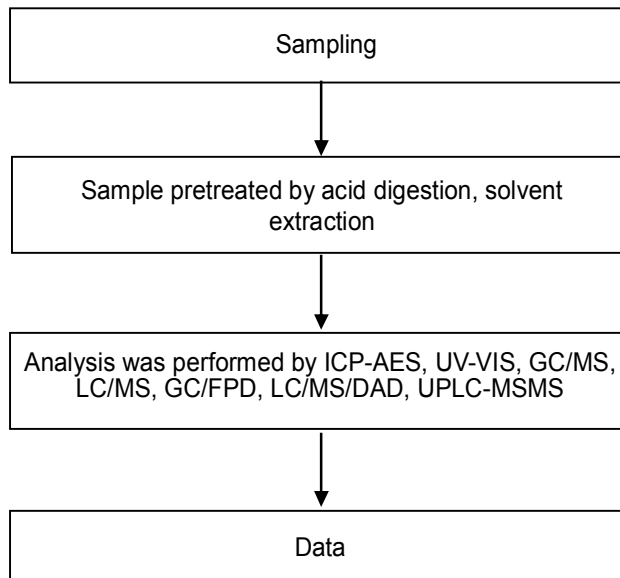 Sampling
Sample pretreated by acid digestion, solvent
extraction
Analysis was performed by ICP-AES, UV-VIS, GC/MS,
LC/MS, GC/FPD, LC/MS/DAD, UPLC-MSMS
Data